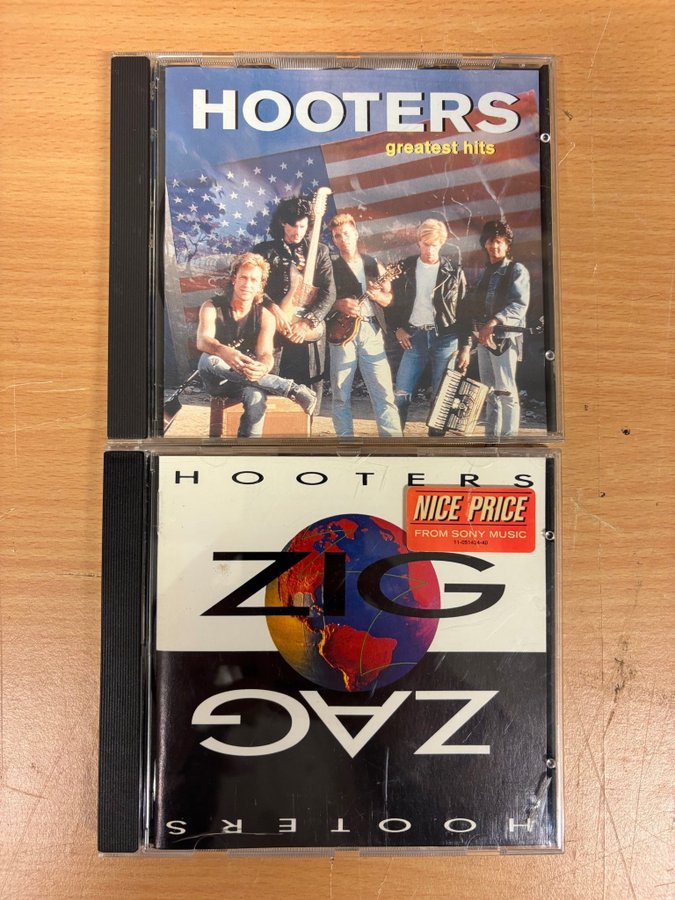 HOOTERS
greatest hits
HOOTERS
NICE PRICE
FROM SONY MUSIC
ZIG
ZAG
HOOTERS